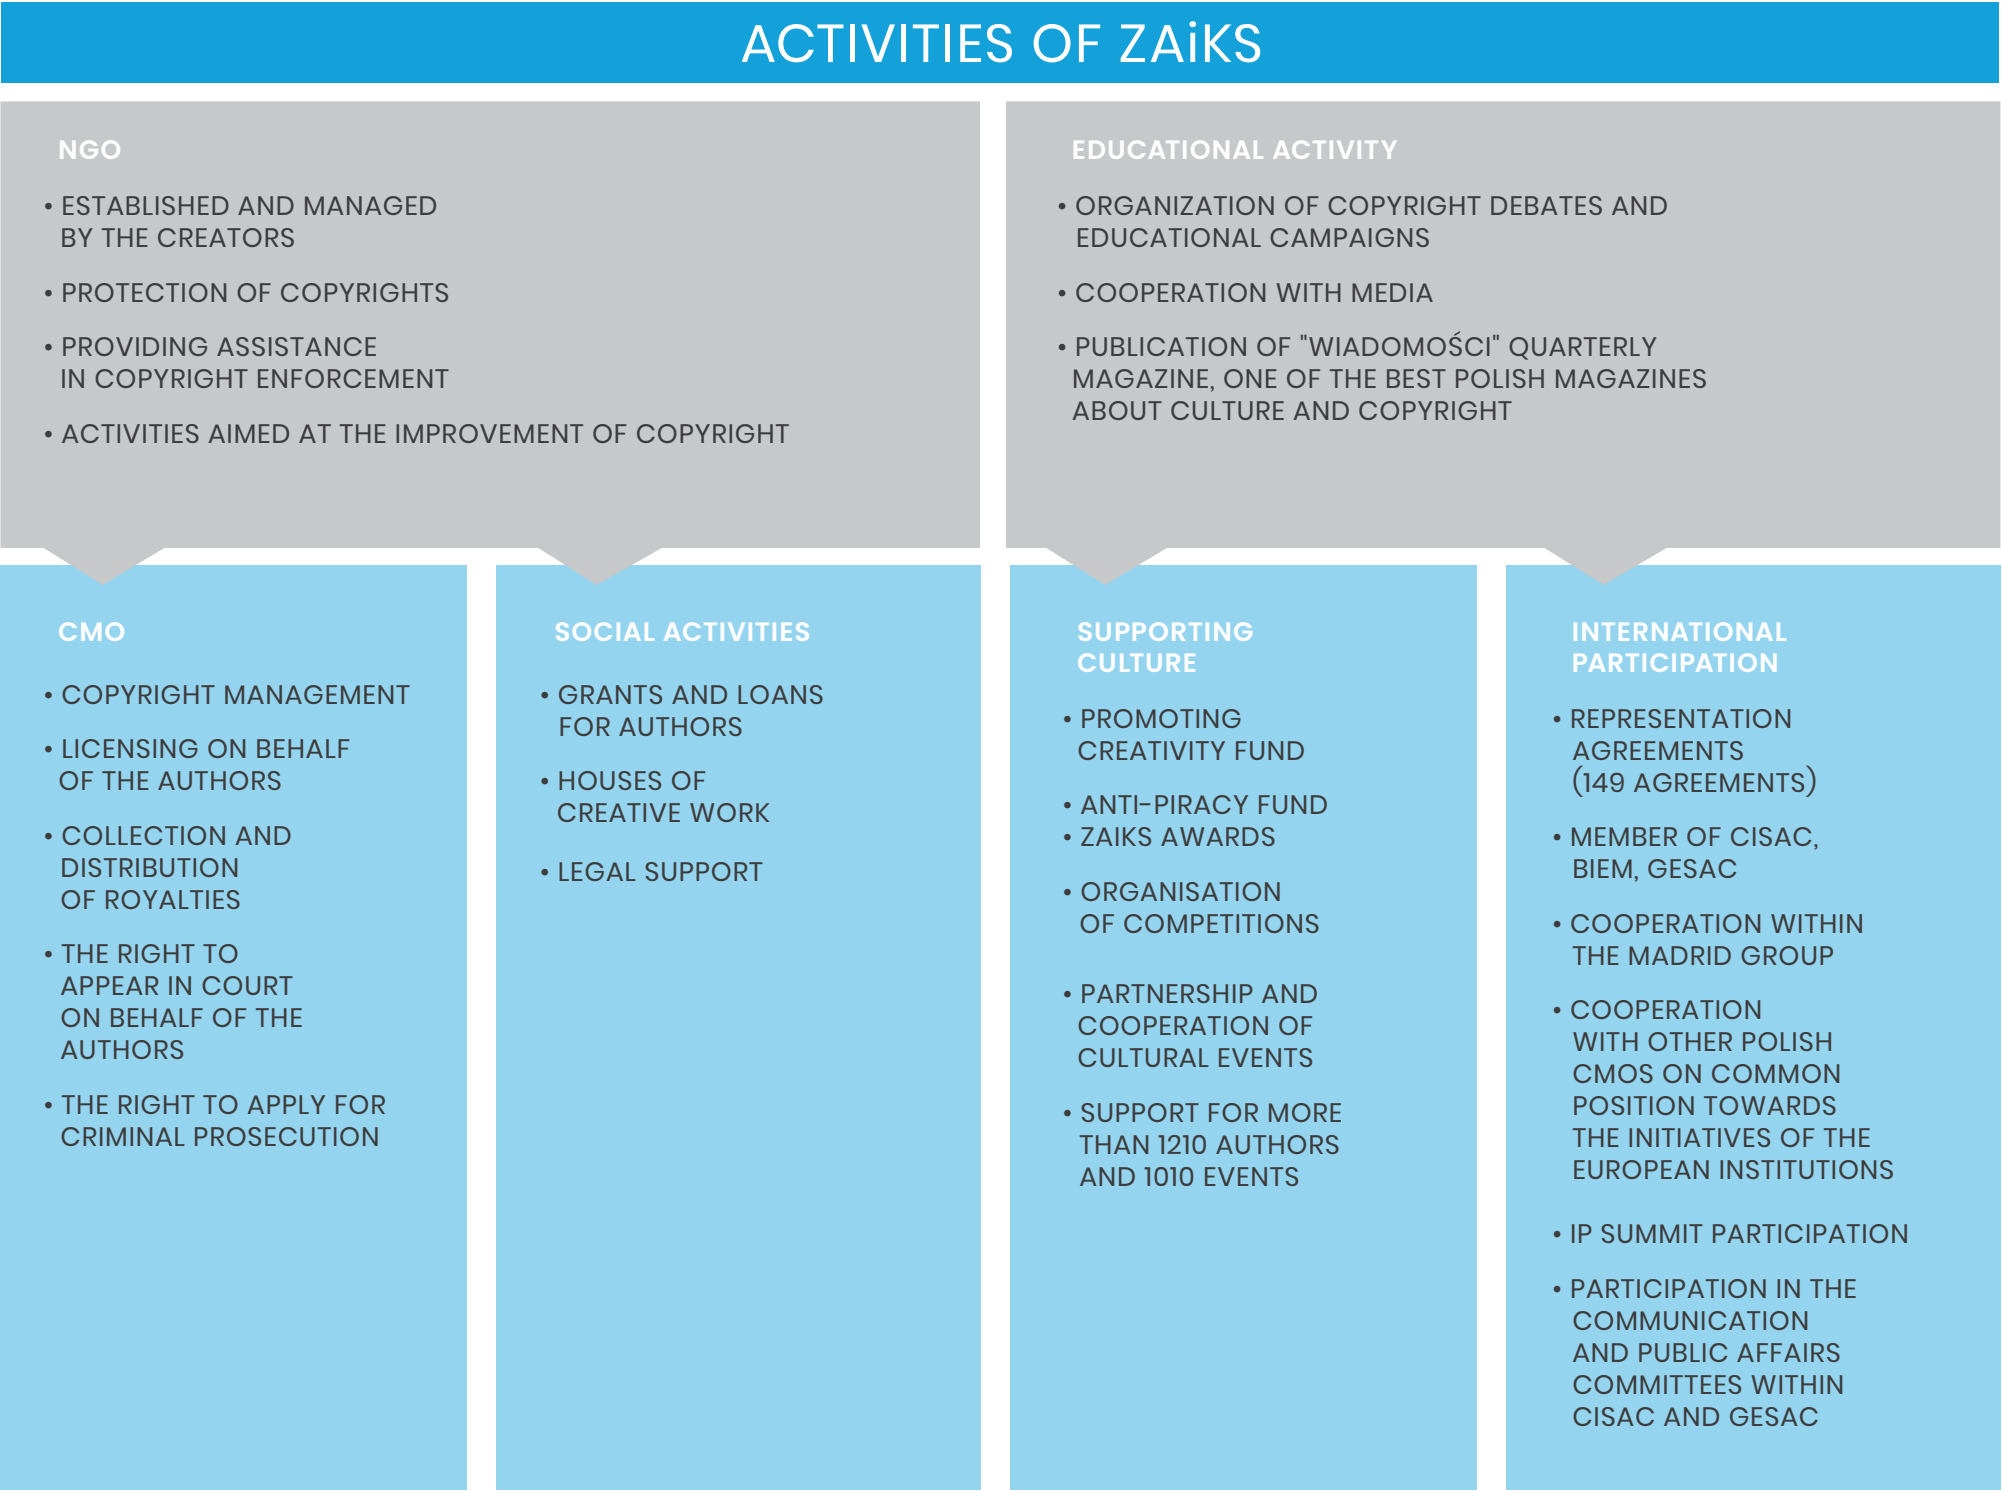 ACTIVITIES OF ZAiKS
NGO
• ESTABLISHED AND MANAGED
BY THE CREATORS
• PROTECTION OF COPYRIGHTS
• PROVIDING ASSISTANCE
IN COPYRIGHT ENFORCEMENT
• ACTIVITIES AIMED AT THE IMPROVEMENT OF COPYRIGHT
EDUCATIONAL ACTIVITY
• ORGANIZATION OF COPYRIGHT DEBATES AND
EDUCATIONAL CAMPAIGNS
• COOPERATION WITH MEDIA
• PUBLICATION OF "WIADOMOŚCI" QUARTERLY
MAGAZINE, ONE OF THE BEST POLISH MAGAZINES
ABOUT CULTURE AND COPYRIGHT
CMO
• COPYRIGHT MANAGEMENT
• LICENSING ON BEHALF
OF THE AUTHORS
• COLLECTION AND
DISTRIBUTION
OF ROYALTIES
• THE RIGHT TO
APPEAR IN COURT
ON BEHALF OF THE
AUTHORS
• THE RIGHT TO APPLY FOR
CRIMINAL PROSECUTION
SOCIAL ACTIVITIES
• GRANTS AND LOANS
FOR AUTHORS
• HOUSES OF
CREATIVE WORK
• LEGAL SUPPORT
SUPPORTING
CULTURE
• PROMOTING
CREATIVITY FUND
• ANTI-PIRACY FUND
• ZAIKS AWARDS
• ORGANISATION
OF COMPETITIONS
• PARTNERSHIP AND
COOPERATION OF
CULTURAL EVENTS
• SUPPORT FOR MORE
THAN 1210 AUTHORS
AND 1010 EVENTS
INTERNATIONAL
PARTICIPATION
• REPRESENTATION
AGREEMENTS
(149 AGREEMENTS)
• MEMBER OF CISAC,
BIEM, GESAC
• COOPERATION WITHIN
THE MADRID GROUP
• COOPERATION
WITH OTHER POLISH
CMOS ON COMMON
POSITION TOWARDS
THE INITIATIVES OF THE
EUROPEAN INSTITUTIONS
• IP SUMMIT PARTICIPATION
• PARTICIPATION IN THE
COMMUNICATION
AND PUBLIC AFFAIRS
COMMITTEES WITHIN
CISAC AND GESAC